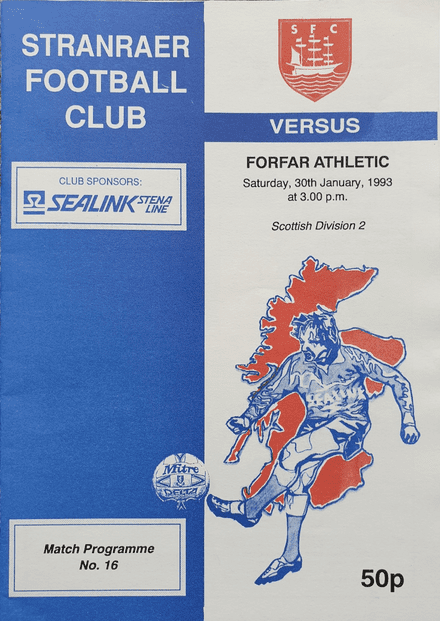 STRANRAER
FOOTBALL
CLUB
CLUB SPONSORS:
SEALINK STENA
LINE
Match Programme
No. 16
S F C
VERSUS
FORFAR ATHLETIC
Saturday, 30th January, 1993
at 3.00 p.m.
Scottish Division 2
SEALINK
Mitre
DELTA
50p